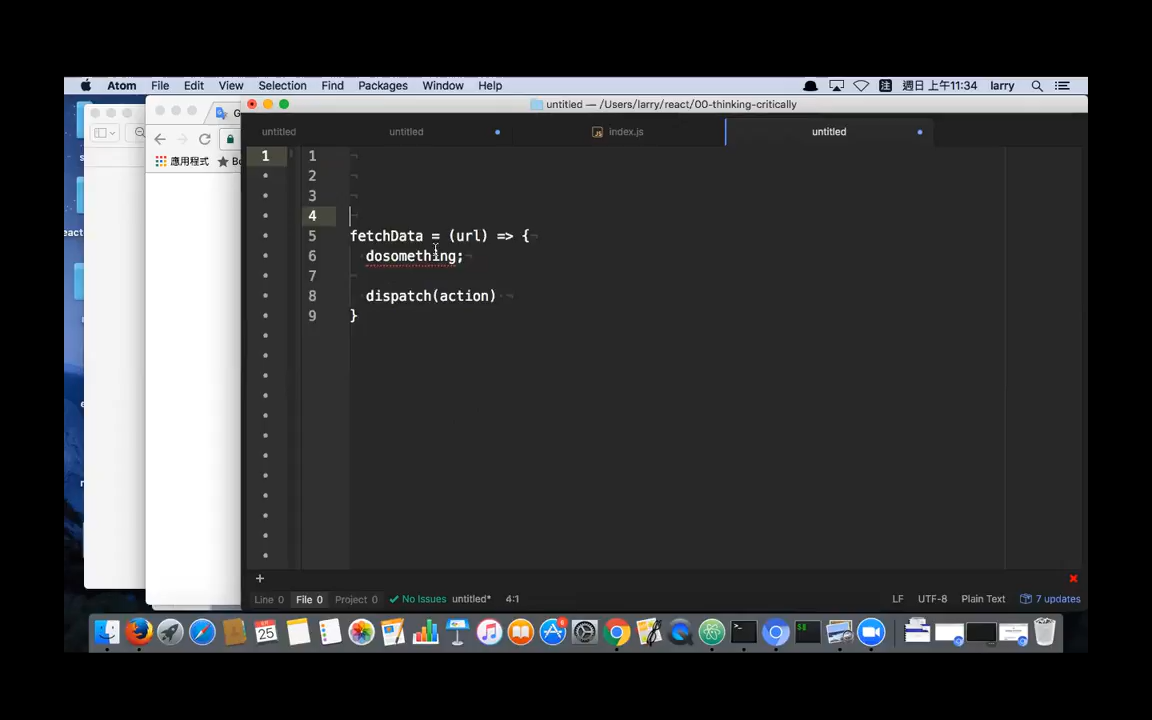 Atom File Edit View Selection Find Packages Window Help 注 週日 上午11:34 larry
untitled — /Users/larry/react/00-thinking-critically
untitled untitled index.js untitled
應用程式
1 1
2
3
4
5 fetchData = (url) => {
6 dosomething;
7
8 dispatch(action)
9 }
+
Line 0 File 0 Project 0 No Issues untitled* 4:1 LF UTF-8 Plain Text 7 updates
25